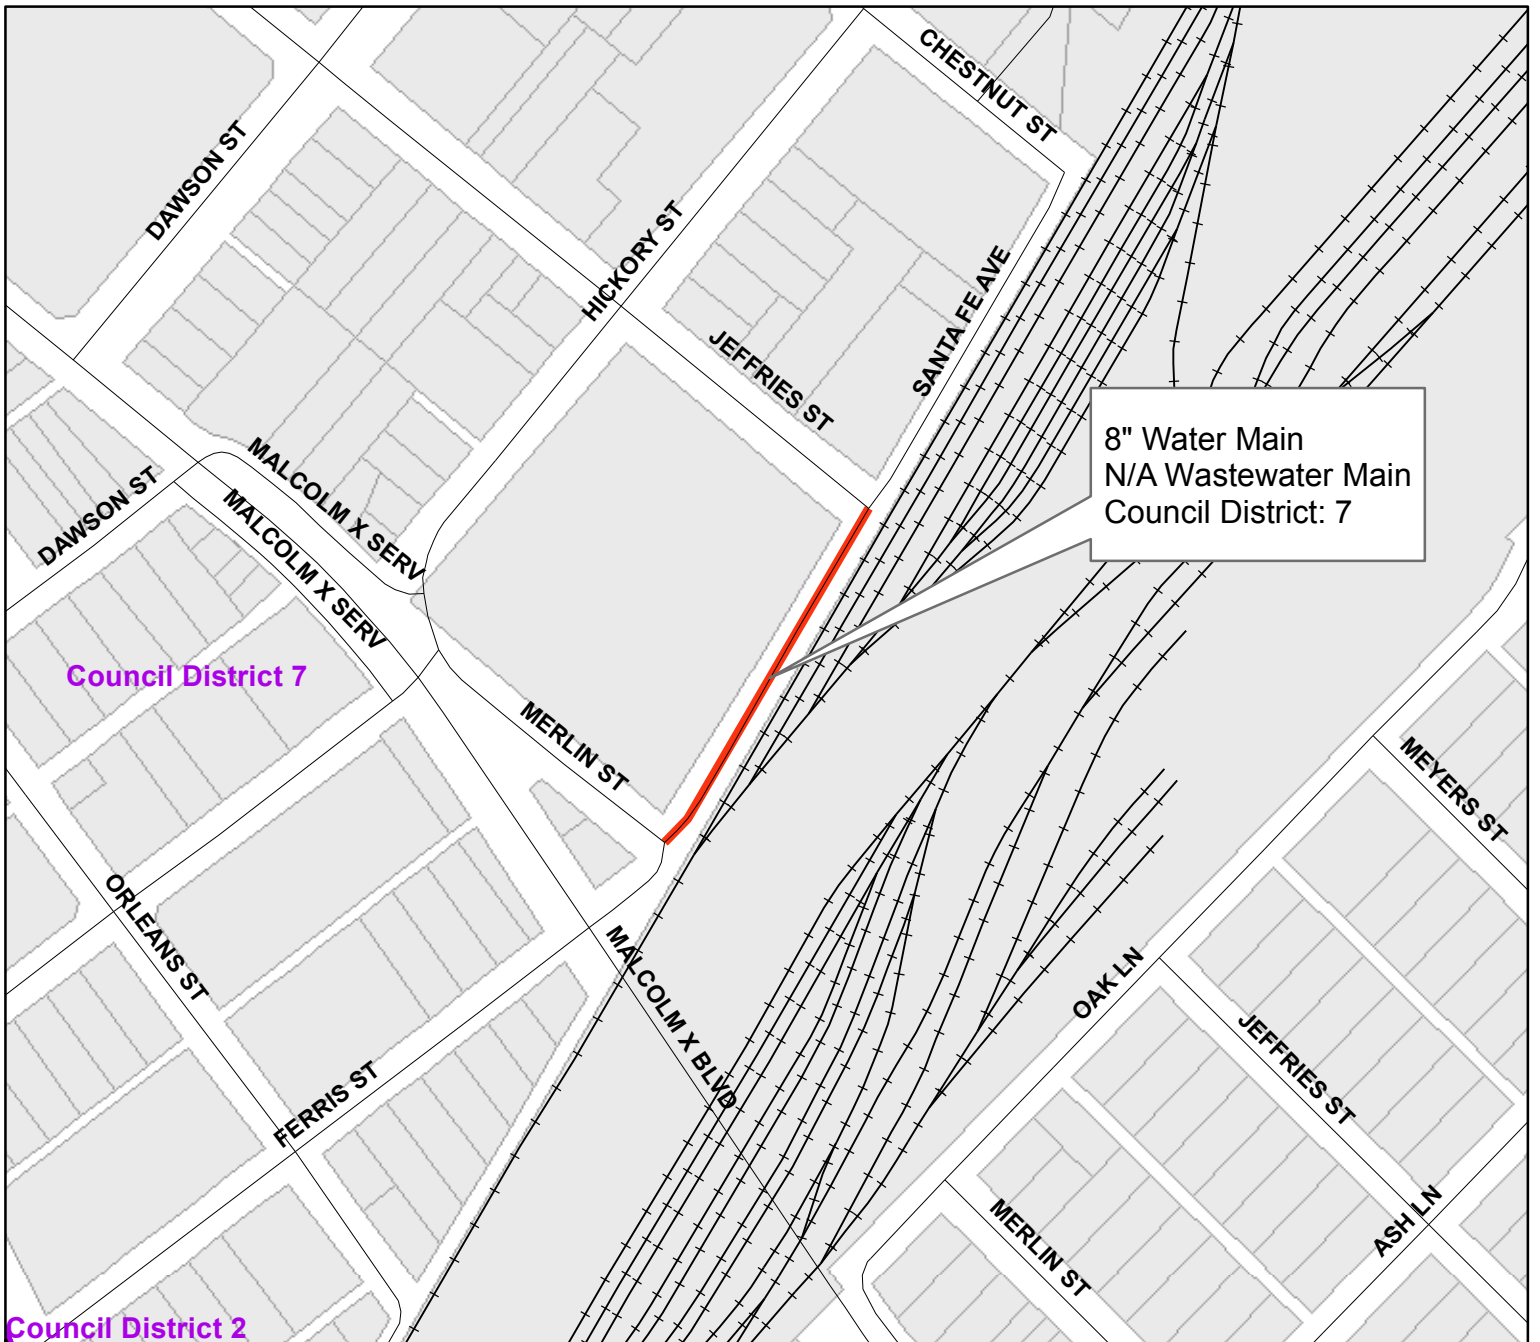 CHESTNUT ST
DAWSON ST
HICKORY ST
SANTA FE AVE
JEFFRIES ST
8" Water Main
N/A Wastewater Main
Council District: 7
MALCOLM X SERV
DAWSON ST
MALCOLM X SERV
Council District 7
MERLIN ST
MEYERS ST
ORLEANS ST
MALCOLM X BLVD
OAK LN
JEFFRIES ST
FERRIS ST
MERLIN ST
ASH LN
Council District 2